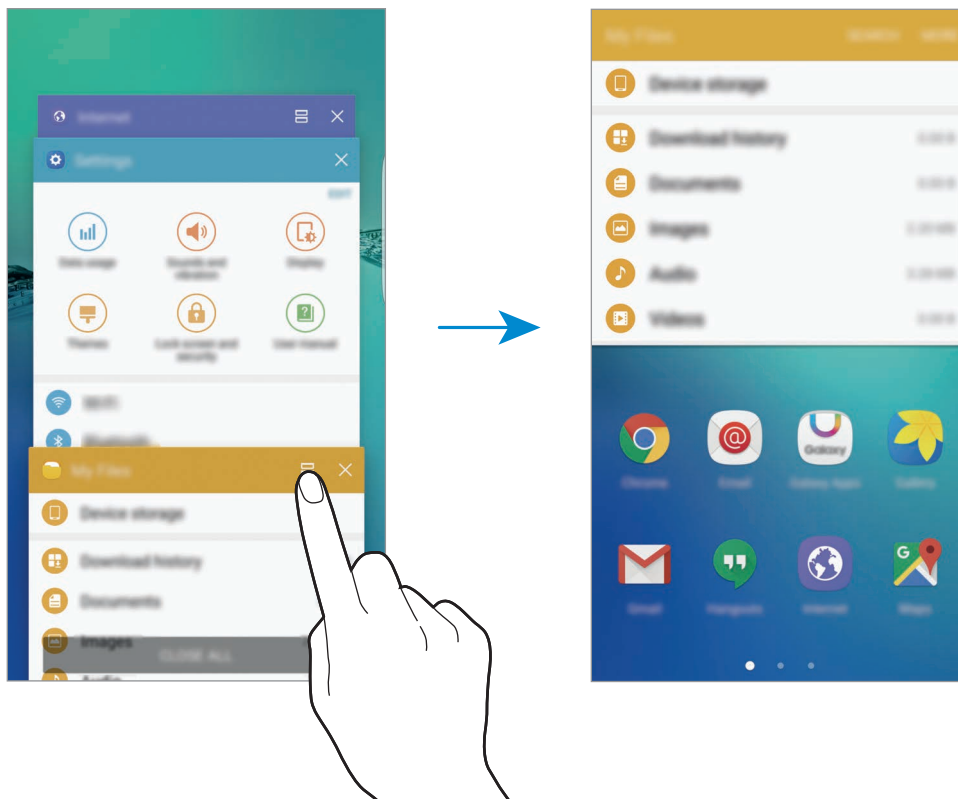 Internet
Settings
EDIT
Data usage
Sounds and vibration
Display
Themes
Lock screen and security
User manual
Wi-Fi
Bluetooth
My Files
Device storage
Download history
Documents
Images
CLOSE ALL
Audio
My Files
SEARCH MORE
Device storage
Download history
Documents
Images
Audio
Videos
Galaxy
Chrome
Email
Galaxy Apps
Gallery
G
Gmail
Hangouts
Internet
Maps